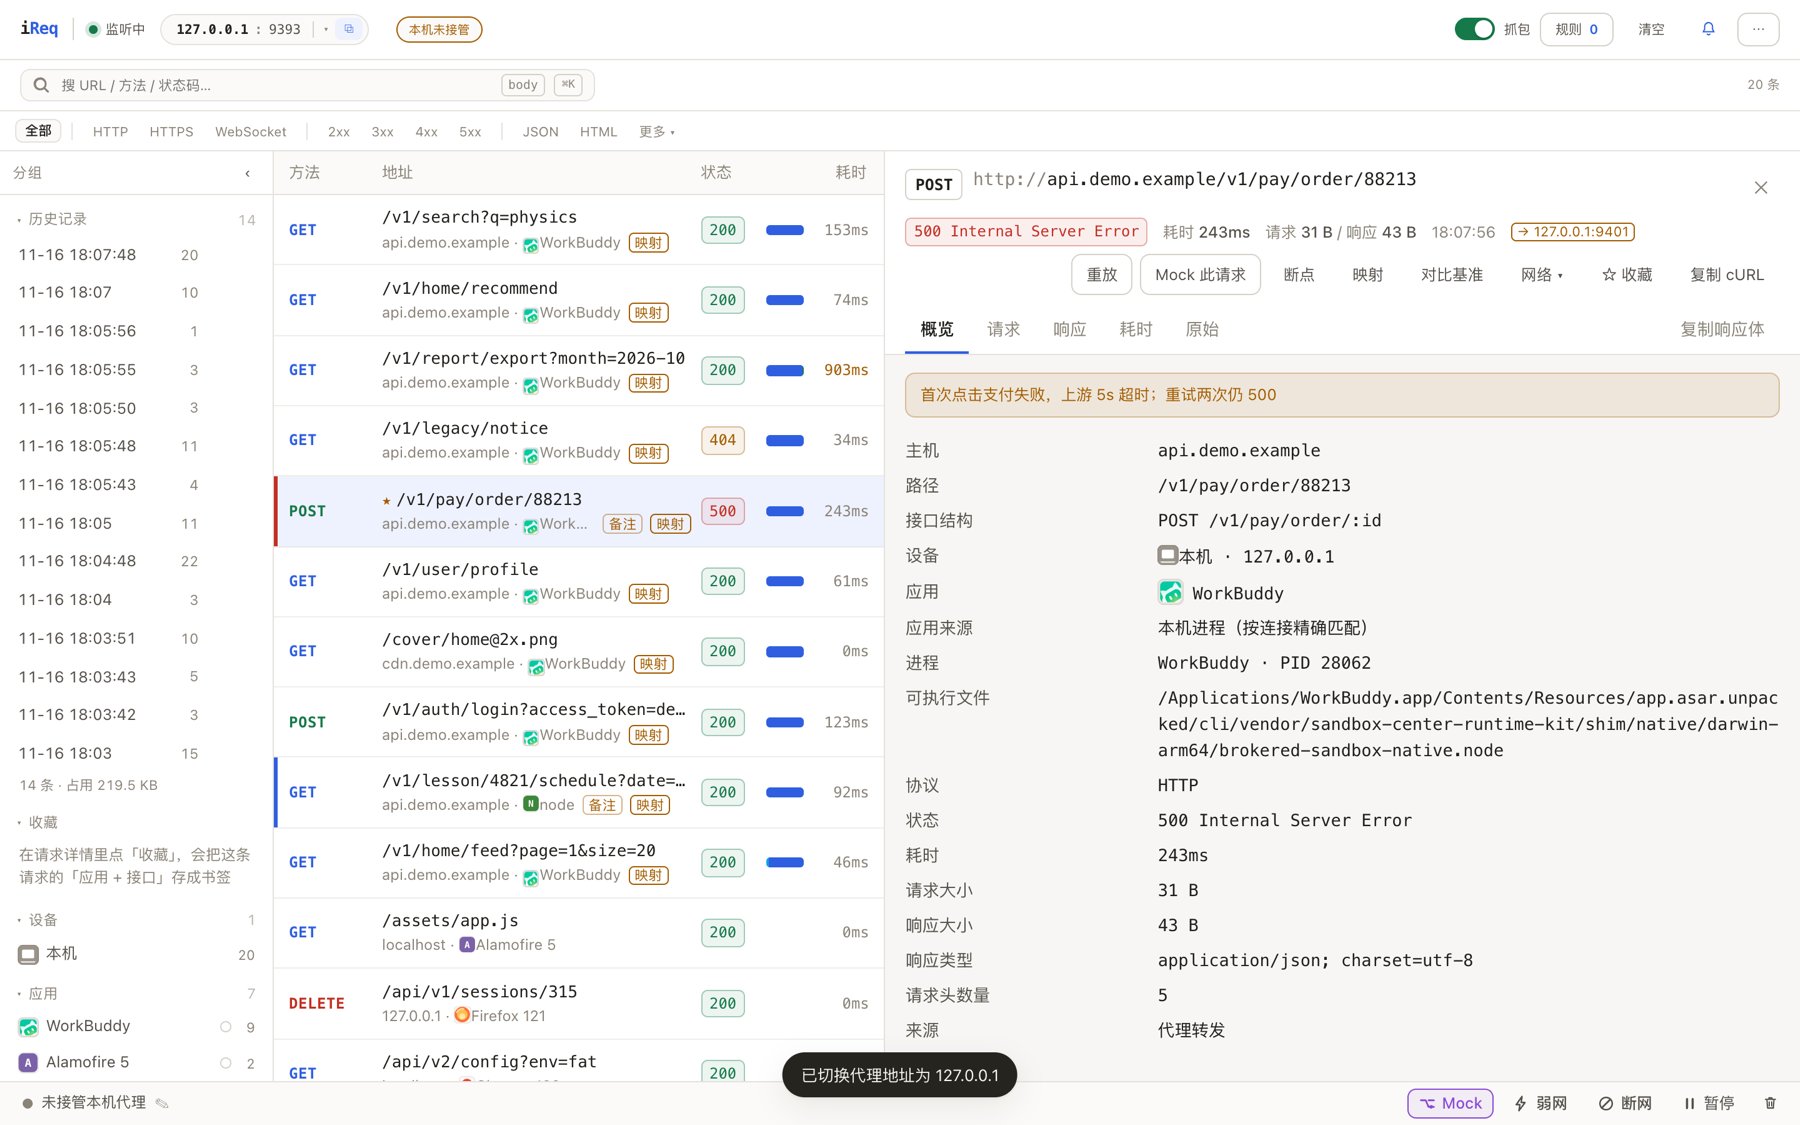 iReq
监听中
127.0.0.1 : 9393
本机未接管
抓包
规则 0
清空
搜 URL / 方法 / 状态码...
body
⌘K
20 条
全部
HTTP
HTTPS
WebSocket
2xx
3xx
4xx
5xx
JSON
HTML
更多
分组
历史记录 14
11-16 18:07:48 20
11-16 18:07 10
11-16 18:05:56 1
11-16 18:05:55 3
11-16 18:05:50 3
11-16 18:05:48 11
11-16 18:05:43 4
11-16 18:05 11
11-16 18:04:48 22
11-16 18:04 3
11-16 18:03:51 10
11-16 18:03:43 5
11-16 18:03:42 3
11-16 18:03 15
14 条 · 占用 219.5 KB
收藏
在请求详情里点「收藏」，会把这条
请求的「应用 + 接口」存成书签
设备 1
本机 20
应用 7
WorkBuddy 9
A Alamofire 5 2
方法 地址 状态 耗时
GET /v1/search?q=physics 200 153ms
api.demo.example · WorkBuddy 映射
GET /v1/home/recommend 200 74ms
api.demo.example · WorkBuddy 映射
GET /v1/report/export?month=2026-10 200 903ms
api.demo.example · WorkBuddy 映射
GET /v1/legacy/notice 404 34ms
api.demo.example · WorkBuddy 映射
POST ★ /v1/pay/order/88213 500 243ms
api.demo.example · Work... 备注 映射
GET /v1/user/profile 200 61ms
api.demo.example · WorkBuddy 映射
GET /cover/home@2x.png 200 0ms
cdn.demo.example · WorkBuddy 映射
POST /v1/auth/login?access_token=de… 200 123ms
api.demo.example · WorkBuddy 映射
GET /v1/lesson/4821/schedule?date=… 200 92ms
api.demo.example · N node 备注 映射
GET /v1/home/feed?page=1&size=20 200 46ms
api.demo.example · WorkBuddy 映射
GET /assets/app.js 200 0ms
localhost · A Alamofire 5
DELETE /api/v1/sessions/315 200 0ms
127.0.0.1 · Firefox 121
GET /api/v2/config?env=fat 200
POST http://api.demo.example/v1/pay/order/88213
500 Internal Server Error 耗时 243ms 请求 31 B / 响应 43 B 18:07:56 → 127.0.0.1:9401
重放 Mock 此请求 断点 映射 对比基准 网络 ☆ 收藏 复制 cURL
概览 请求 响应 耗时 原始 复制响应体
首次点击支付失败，上游 5s 超时；重试两次仍 500
主机 api.demo.example
路径 /v1/pay/order/88213
接口结构 POST /v1/pay/order/:id
设备 本机 · 127.0.0.1
应用 WorkBuddy
应用来源 本机进程（按连接精确匹配）
进程 WorkBuddy · PID 28062
可执行文件 /Applications/WorkBuddy.app/Contents/Resources/app.asar.unpac
ked/cli/vendor/sandbox-center-runtime-kit/shim/native/darwin-
arm64/brokered-sandbox-native.node
协议 HTTP
状态 500 Internal Server Error
耗时 243ms
请求大小 31 B
响应大小 43 B
响应类型 application/json; charset=utf-8
请求头数量 5
来源 代理转发
已切换代理地址为 127.0.0.1
未接管本机代理
Mock
弱网
断网
暂停